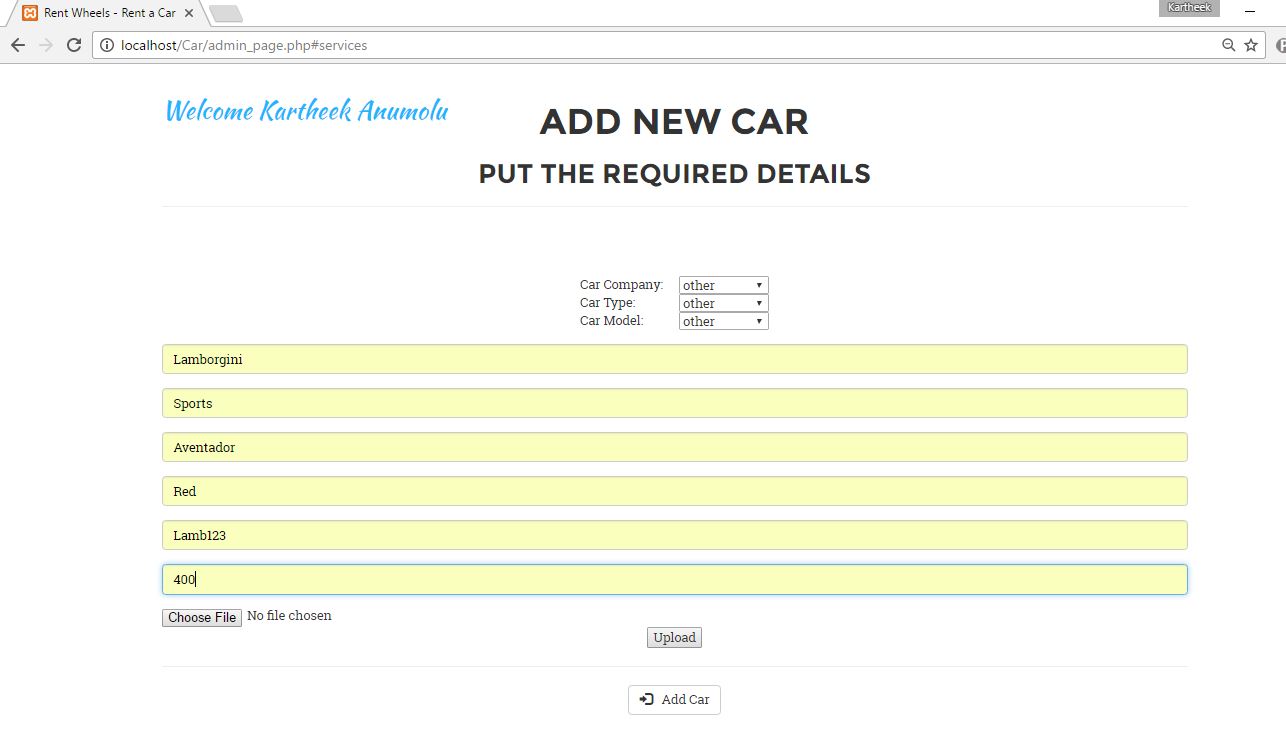 Rent Wheels - Rent a Car
Kartheek
localhost/Car/admin_page.php#services
Welcome Kartheek Anumolu
ADD NEW CAR
PUT THE REQUIRED DETAILS
Car Company: other
Car Type: other
Car Model: other
Lamborgini
Sports
Aventador
Red
Lamb123
400
Choose File No file chosen
Upload
Add Car